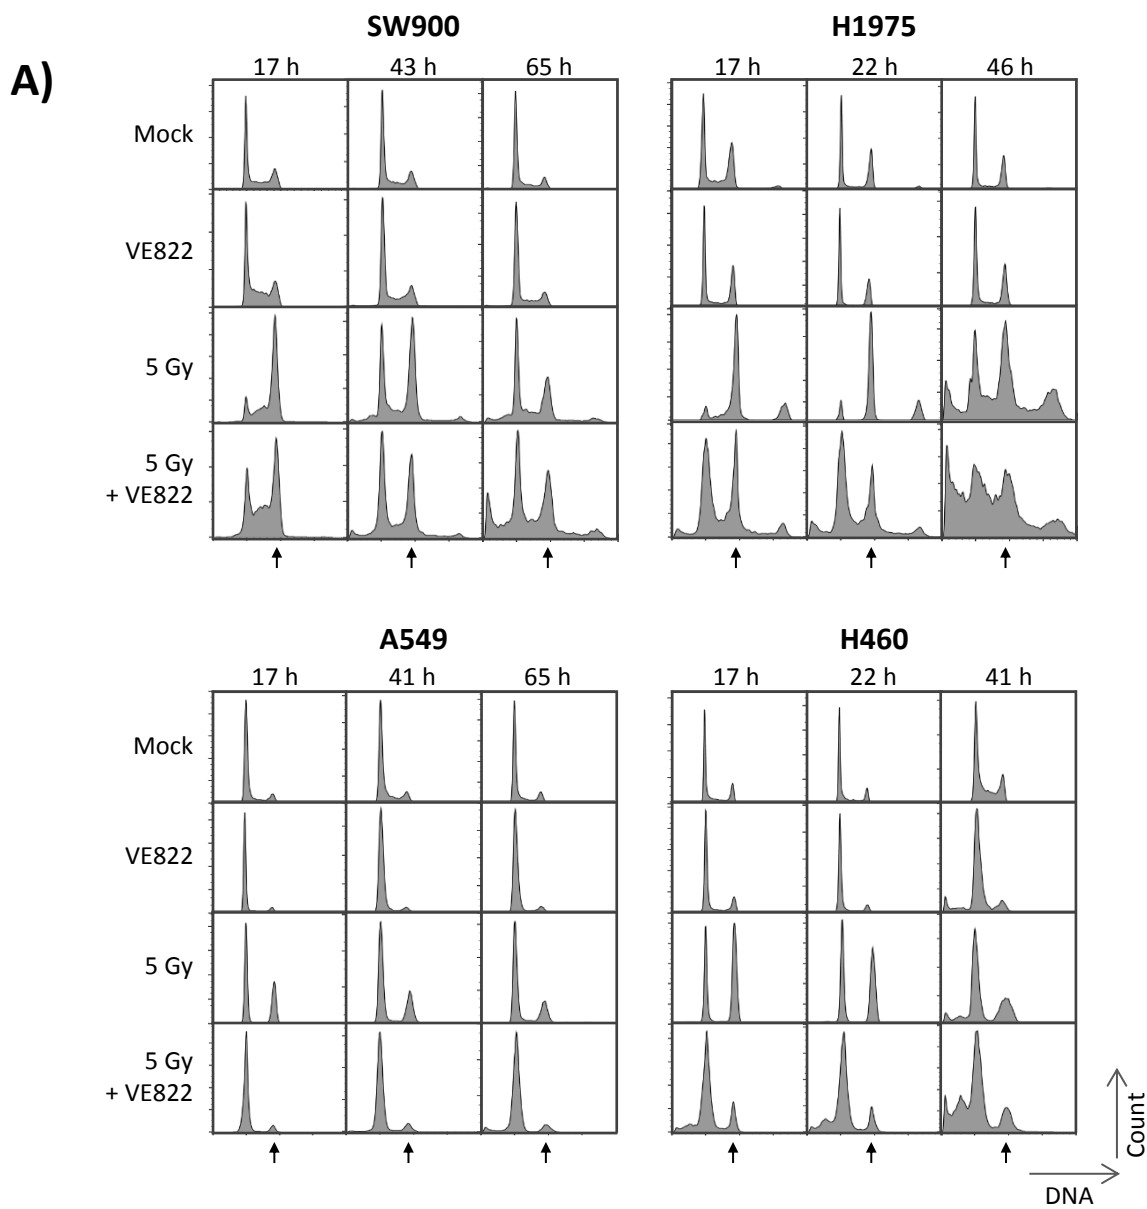 A)
SW900
17 h 43 h 65 h
Mock
VE822
5 Gy
5 Gy
+ VE822
H1975
17 h 22 h 46 h
A549
17 h 41 h 65 h
Mock
VE822
5 Gy
5 Gy
+ VE822
H460
17 h 22 h 41 h
Count
DNA